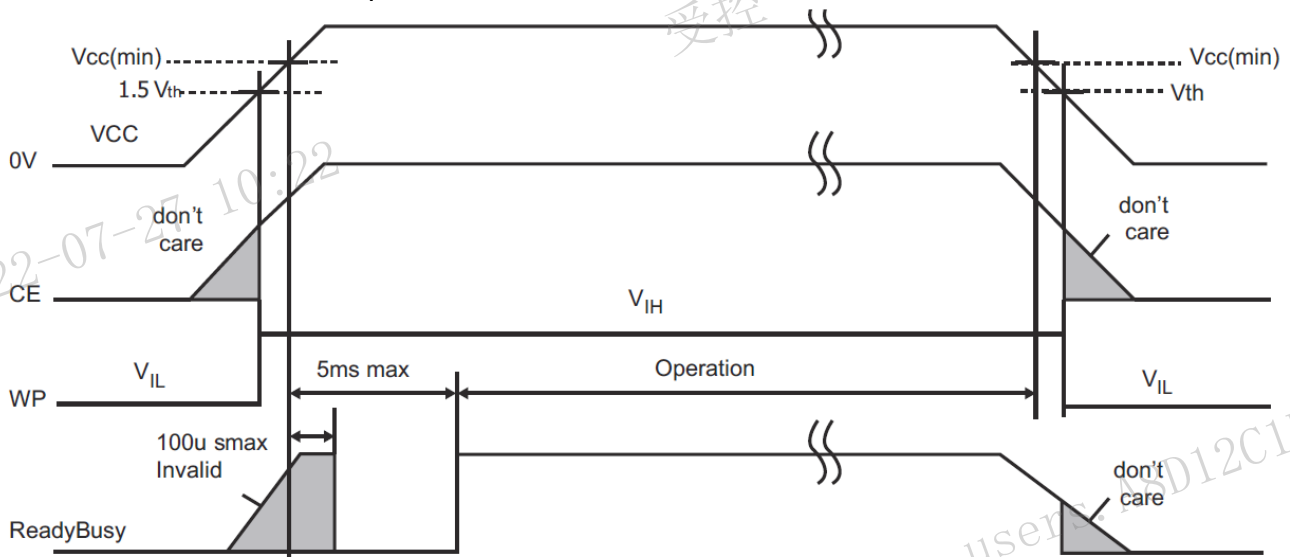 受控
Vcc(min)
Vcc(min)
1.5 Vth
Vth
VCC
0V
22-07-27 10:22
don't
care
don't
care
CE
VIH
VIL
5ms max
Operation
VIL
WP
100u smax
Invalid
don't
care
ReadyBusy
users. A8D12C1